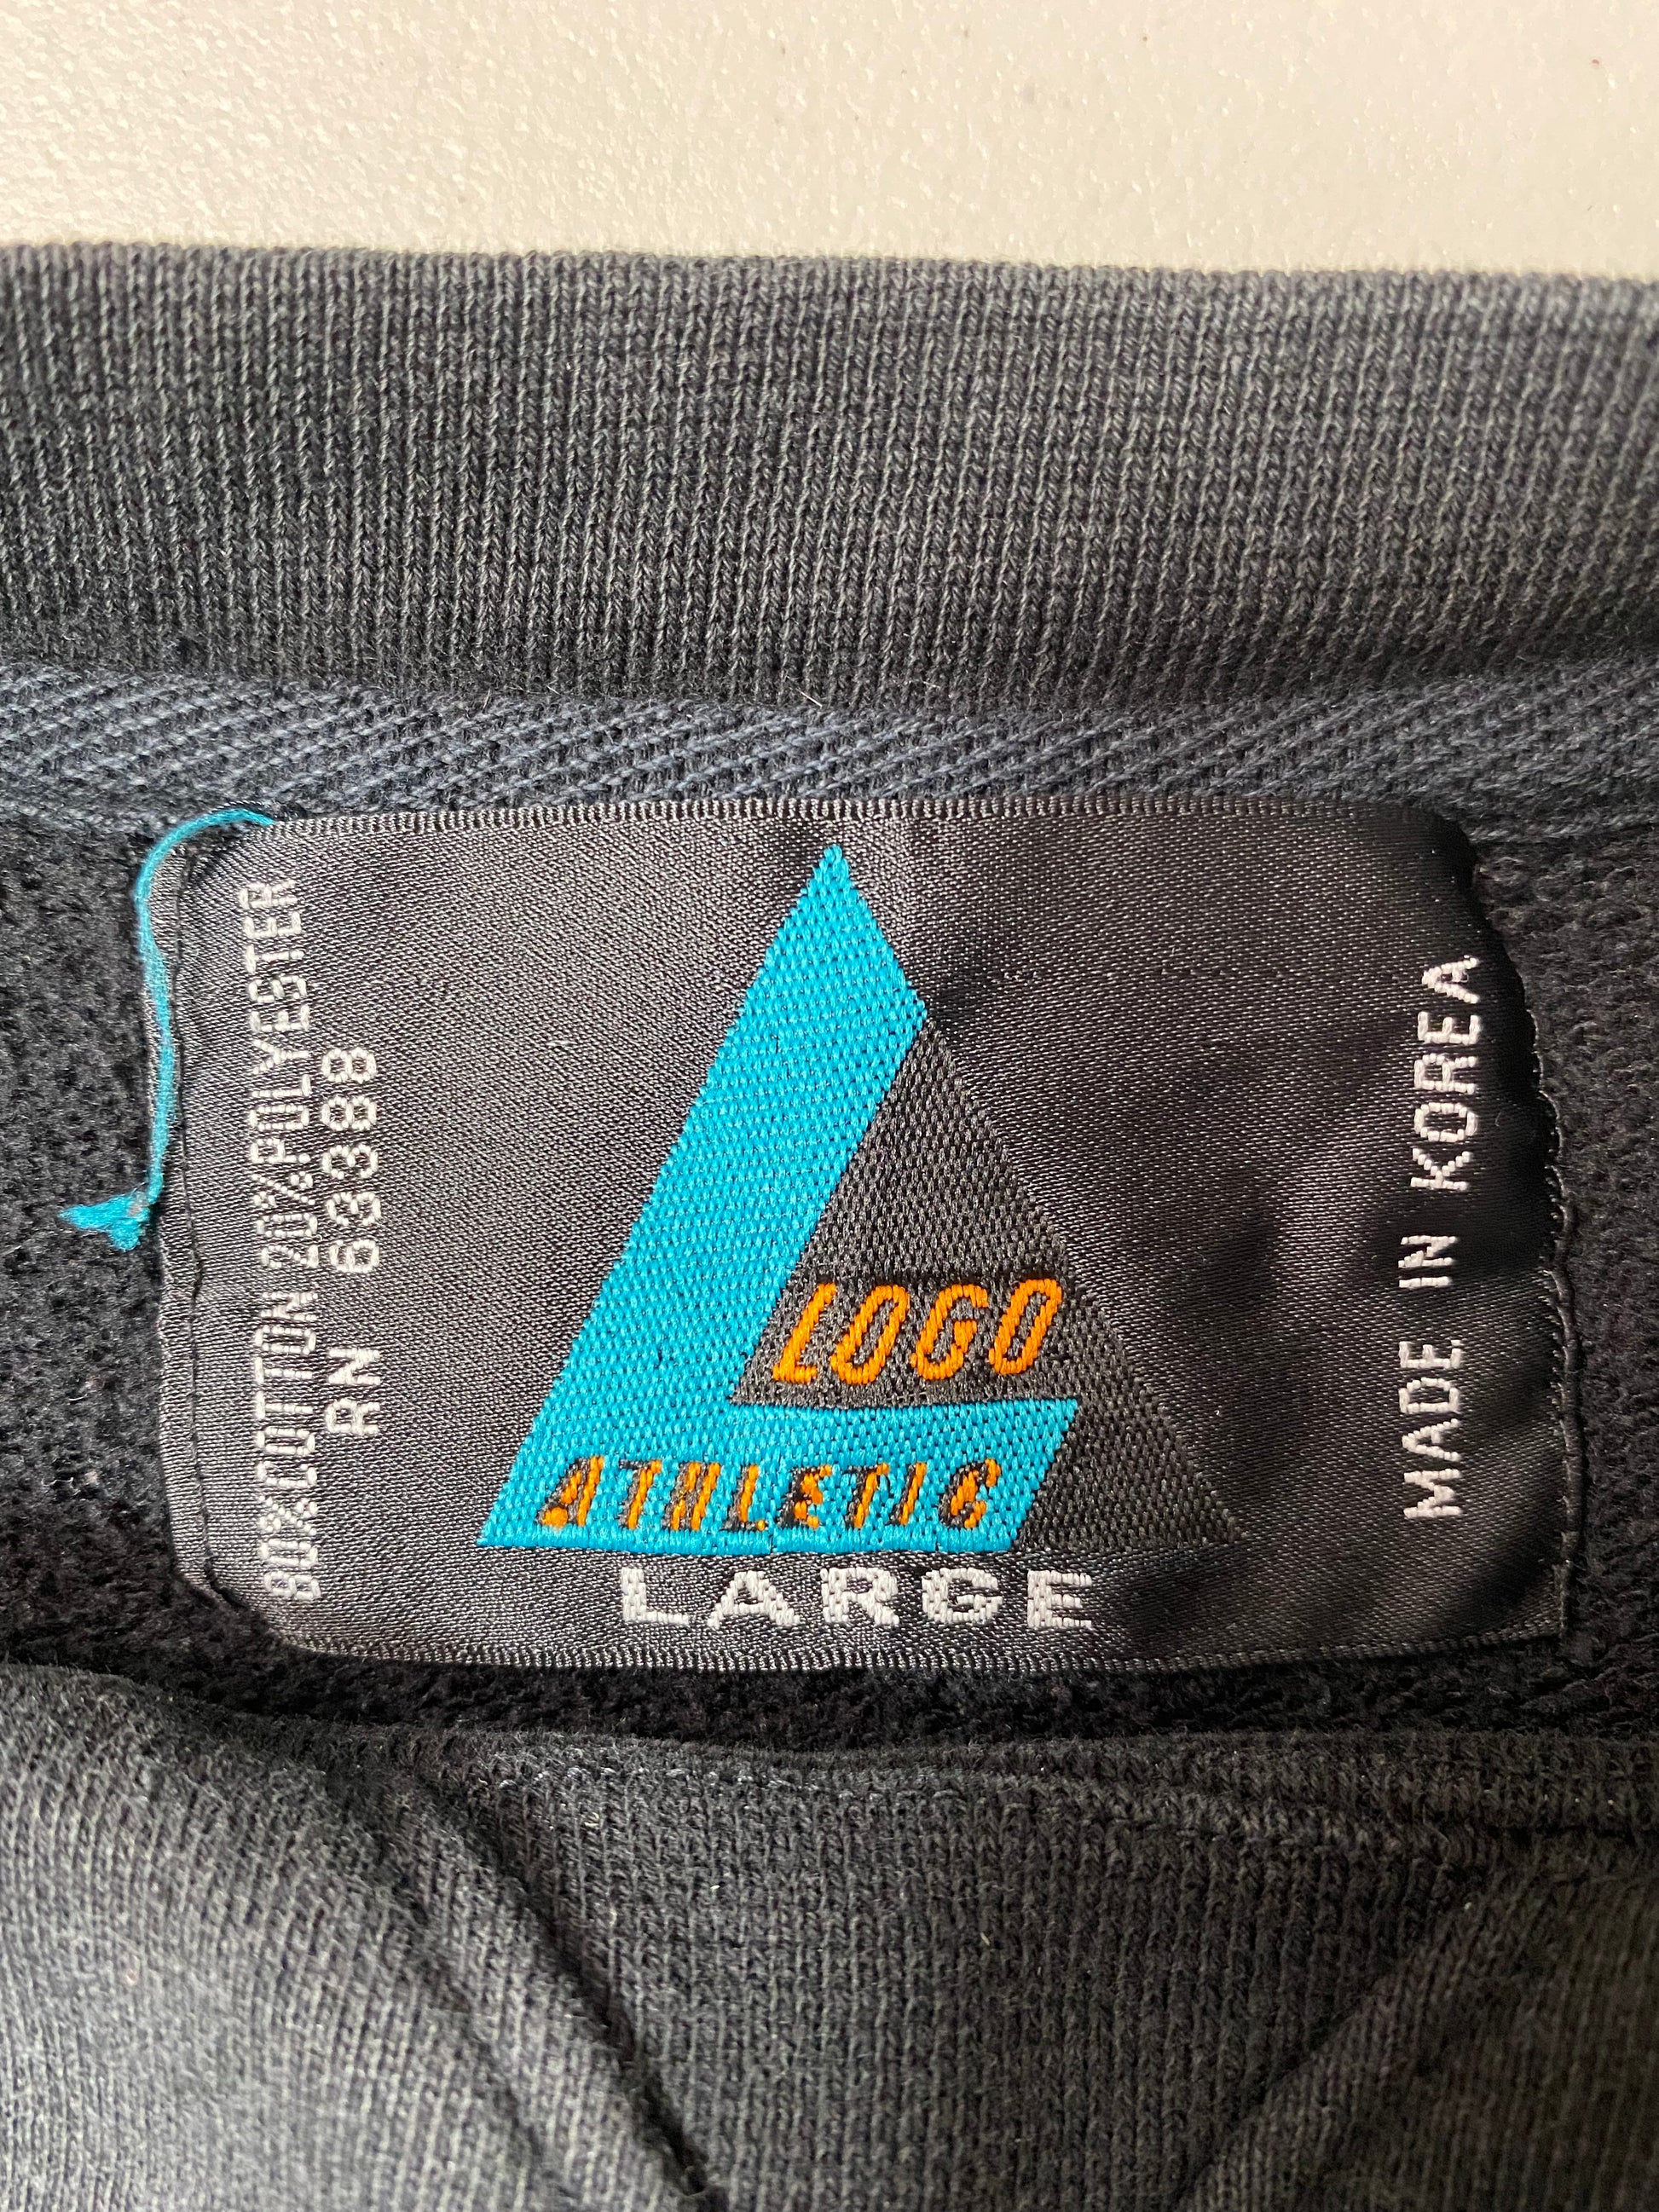 80%COTTON 20%POLYESTER
RN 63388
LOGO
ATHLETIC
LARGE
MADE IN KOREA